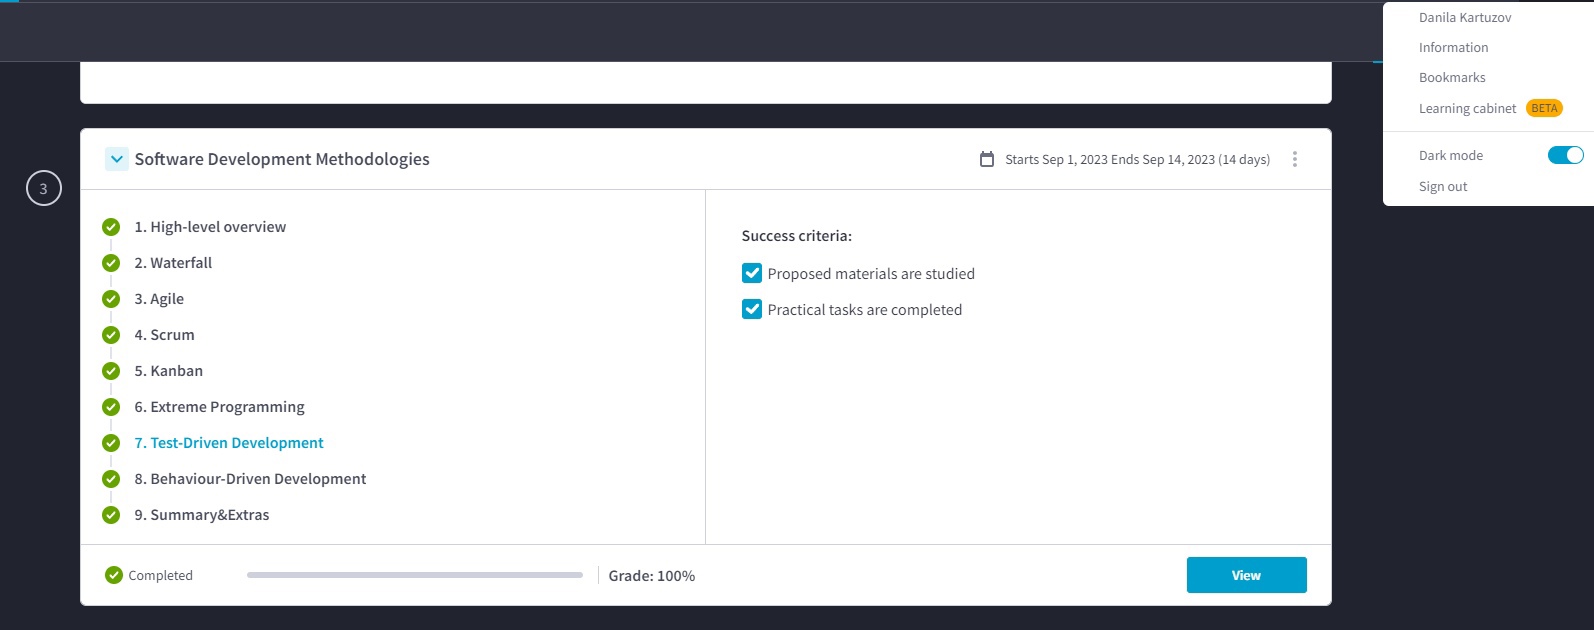 Danila Kartuzov
Information
Bookmarks
Learning cabinet BETA
Dark mode
Sign out
3
Software Development Methodologies
Starts Sep 1, 2023 Ends Sep 14, 2023 (14 days)
1. High-level overview
2. Waterfall
3. Agile
4. Scrum
5. Kanban
6. Extreme Programming
7. Test-Driven Development
8. Behaviour-Driven Development
9. Summary&Extras
Success criteria:
Proposed materials are studied
Practical tasks are completed
Completed
Grade: 100%
View